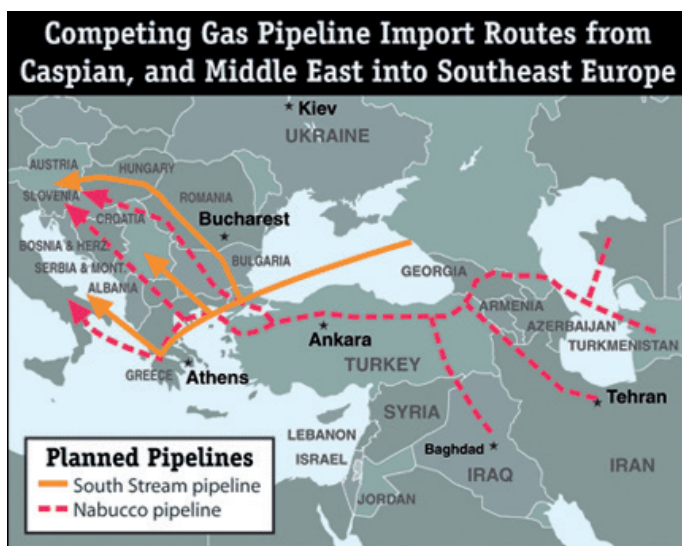 Competing Gas Pipeline Import Routes from
Caspian, and Middle East into Southeast Europe
Kiev
UKRAINE
AUSTRIA
HUNGARY
SLOVENIA
ROMANIA
CROATIA
Bucharest
BOSNIA & HERZ.
BULGARIA
SERBIA & MONT.
GEORGIA
ALBANIA
ARMENIA
AZERBAIJAN
Ankara
TURKMENISTAN
TURKEY
GREECE
Athens
Tehran
SYRIA
LEBANON
Baghdad
ISRAEL
IRAQ
IRAN
JORDAN
Planned Pipelines
South Stream pipeline
Nabucco pipeline